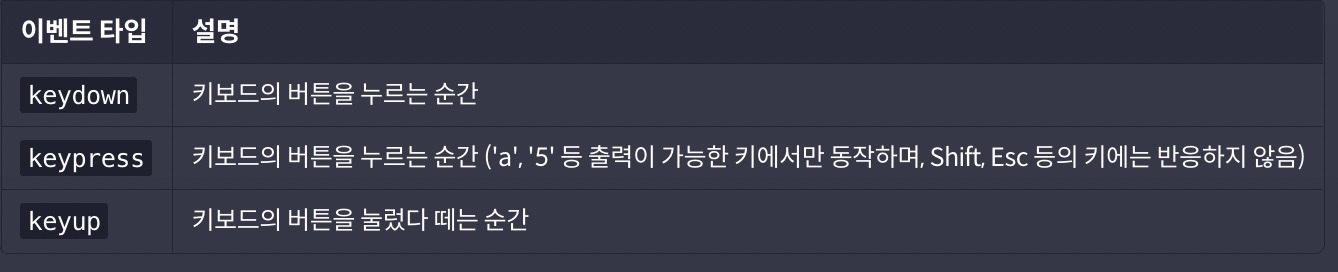 이벤트 타입 설명
keydown 키보드의 버튼을 누르는 순간
keypress 키보드의 버튼을 누르는 순간 ('a', '5' 등 출력이 가능한 키에서만 동작하며, Shift, Esc 등의 키에는 반응하지 않음)
keyup 키보드의 버튼을 눌렀다 떼는 순간